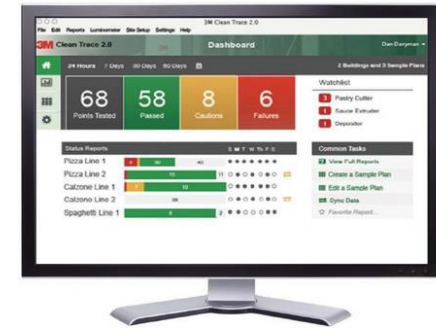 3M Clean Trace 2.0
File Edit Reports Luminometer Site Setup Settings Help
3M Clean Trace 2.0 Dashboard Dan Dairyman
24 Hours 7 Days 30 Days 90 Days 2 Buildings and 3 Sample Plans
68 58 8 6
Points Tested Passed Cautions Failures
Watchlist
3 Pastry Cutter
1 Sauce Extruder
1 Depositor
Status Reports S M T W Th F S
Pizza Line 1
Pizza Line 2
Calzone Line 1
Calzone Line 2
Spaghetti Line 1
Common Tasks
View Full Reports
Create a Sample Plan
Edit a Sample Plan
Sync Data
Favorite Report...